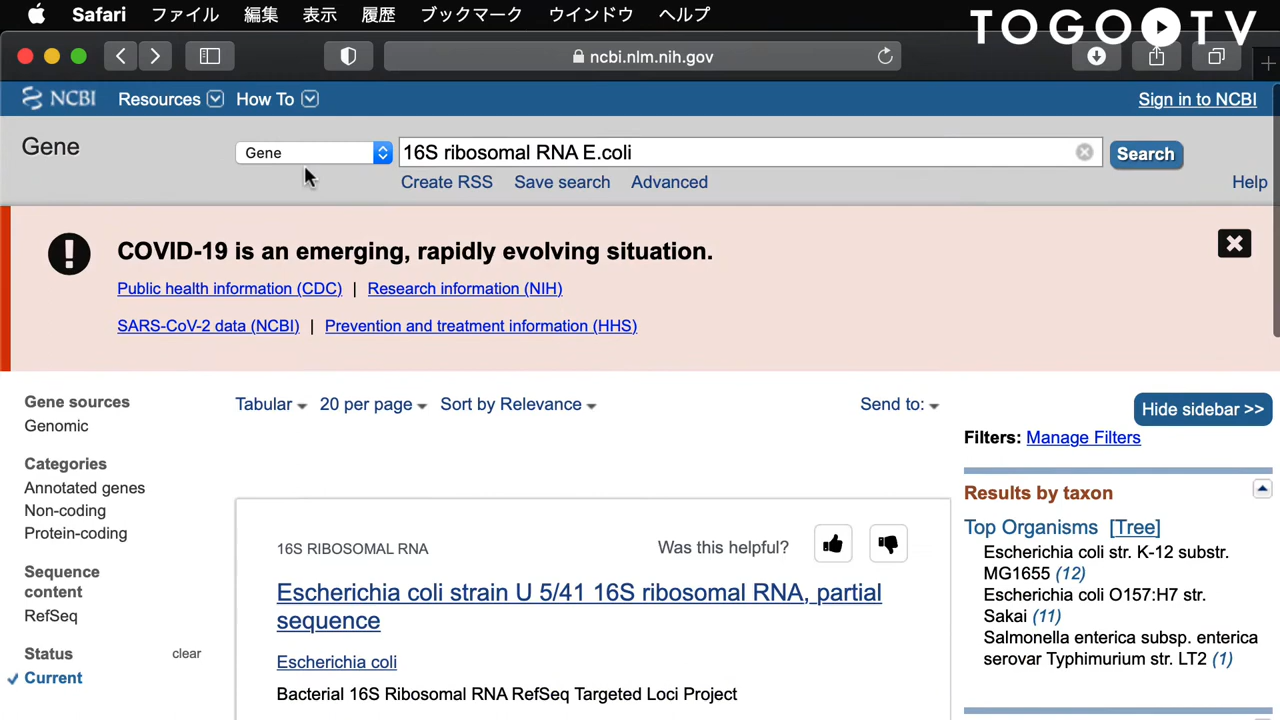 Safari ファイル 編集 表示 履歴 ブックマーク ウインドウ ヘルプ
TOGO TV
ncbi.nlm.nih.gov
NCBI Resources How To Sign in to NCBI
Gene Gene 16S ribosomal RNA E.coli Search
Create RSS Save search Advanced Help
COVID-19 is an emerging, rapidly evolving situation.
Public health information (CDC) | Research information (NIH)
SARS-CoV-2 data (NCBI) | Prevention and treatment information (HHS)
Gene sources
Genomic
Categories
Annotated genes
Non-coding
Protein-coding
Sequence
content
RefSeq
Status clear
Current
Tabular 20 per page Sort by Relevance Send to:
16S RIBOSOMAL RNA Was this helpful?
Escherichia coli strain U 5/41 16S ribosomal RNA, partial
sequence
Escherichia coli
Bacterial 16S Ribosomal RNA RefSeq Targeted Loci Project
Hide sidebar >>
Filters: Manage Filters
Results by taxon
Top Organisms [Tree]
Escherichia coli str. K-12 substr.
MG1655 (12)
Escherichia coli O157:H7 str.
Sakai (11)
Salmonella enterica subsp. enterica
serovar Typhimurium str. LT2 (1)